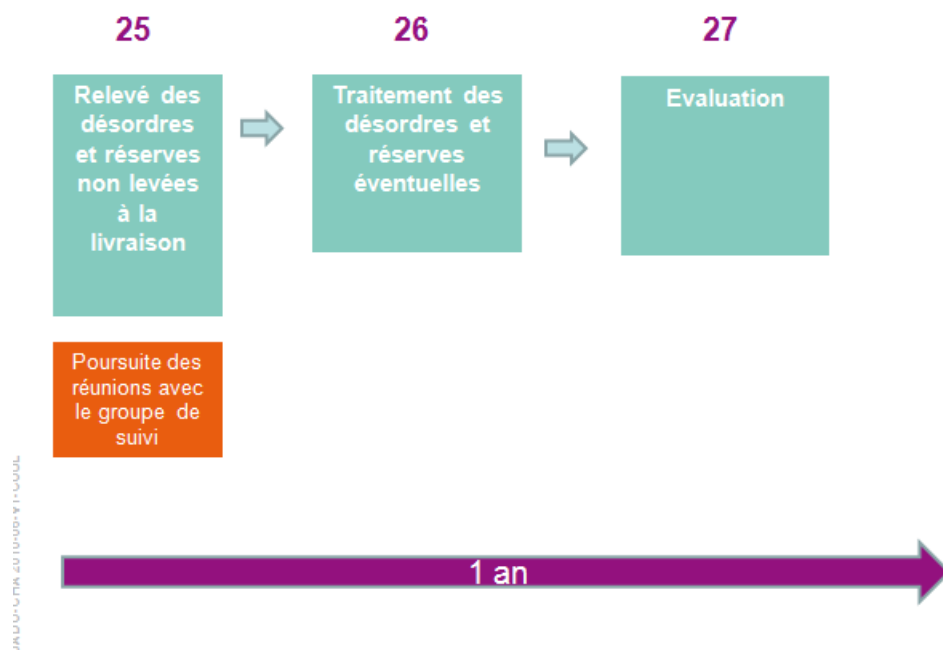 25
26
27
Relevé des
désordres
et réserves
non levées
à la
livraison
Traitement des
désordres et
réserves
éventuelles
Evaluation
Poursuite des
réunions avec
le groupe de
suivi
1 an